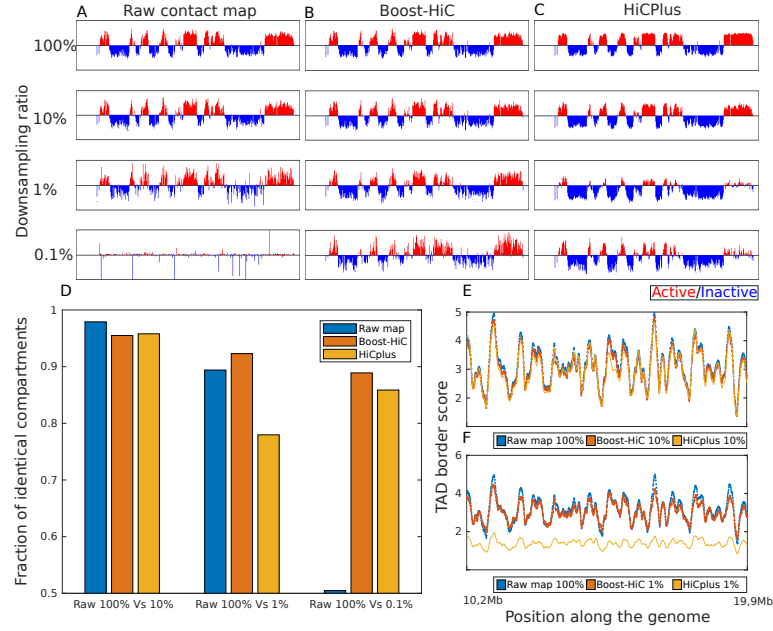 A Raw contact map
B Boost-HiC
C HiCPlus
Downsampling ratio
100%
10%
1%
0.1%
Active/Inactive
D
Fraction of identical compartments
1
0.9
0.8
0.7
0.6
0.5
Raw map
Boost-HiC
HiCplus
Raw 100% Vs 10%
Raw 100% Vs 1%
Raw 100% Vs 0.1%
E
TAD border score
5
4
3
2
1
Raw map 100% Boost-HiC 10% HiCplus 10%
F
6
4
2
Raw map 100% Boost-HiC 1% HiCplus 1%
10,2Mb
19,9Mb
Position along the genome